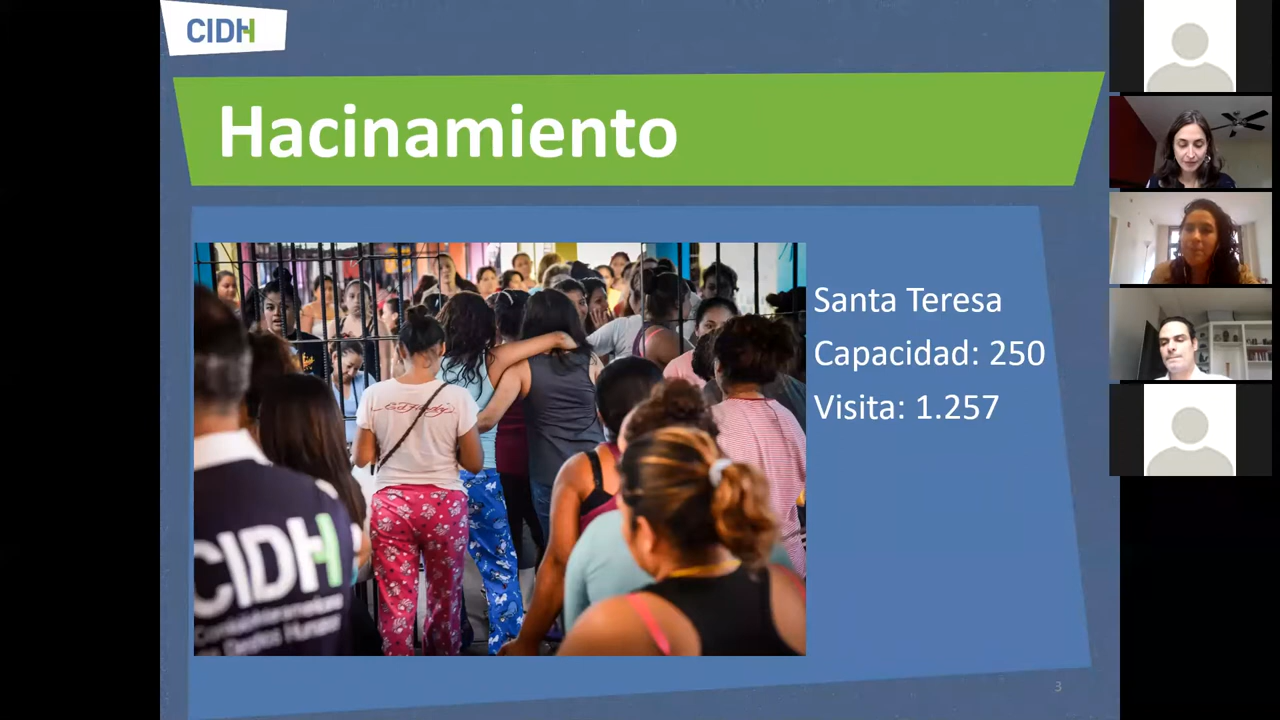 CIDH
Hacinamiento
Santa Teresa
Capacidad: 250
Visita: 1.257
CIDH
3